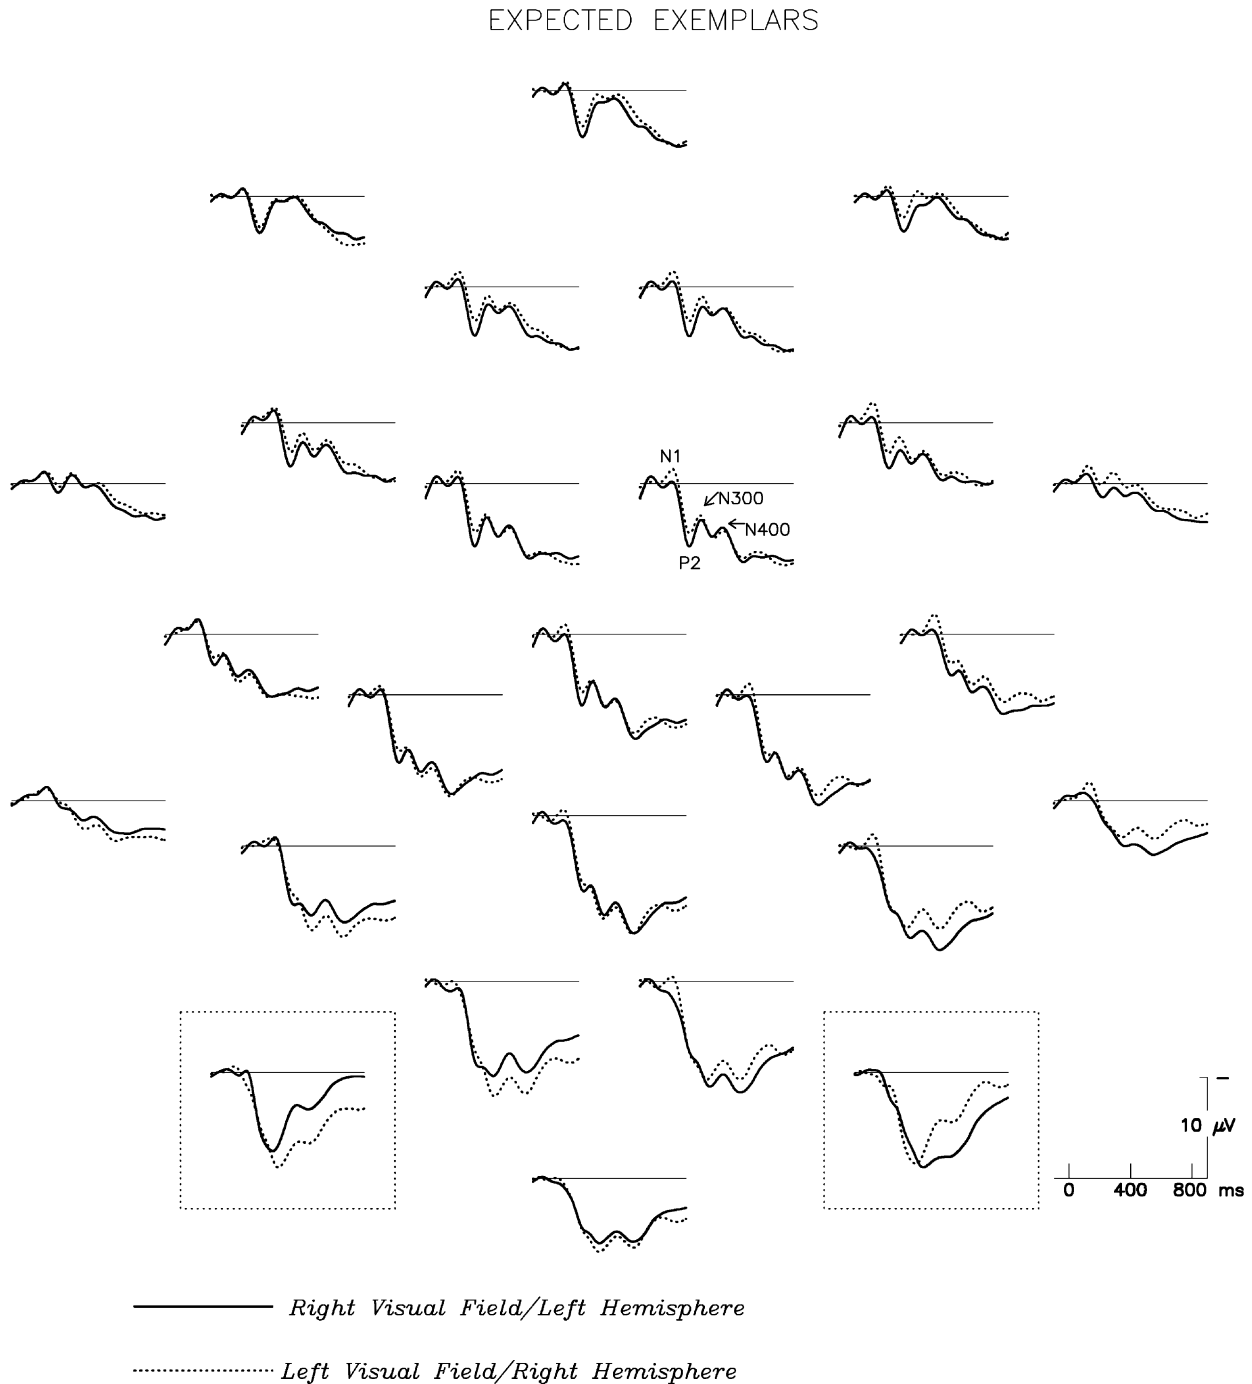 EXPECTED EXEMPLARS
N1
N300
N400
P2
10 μV
0 400 800 ms
Right Visual Field/Left Hemisphere
Left Visual Field/Right Hemisphere